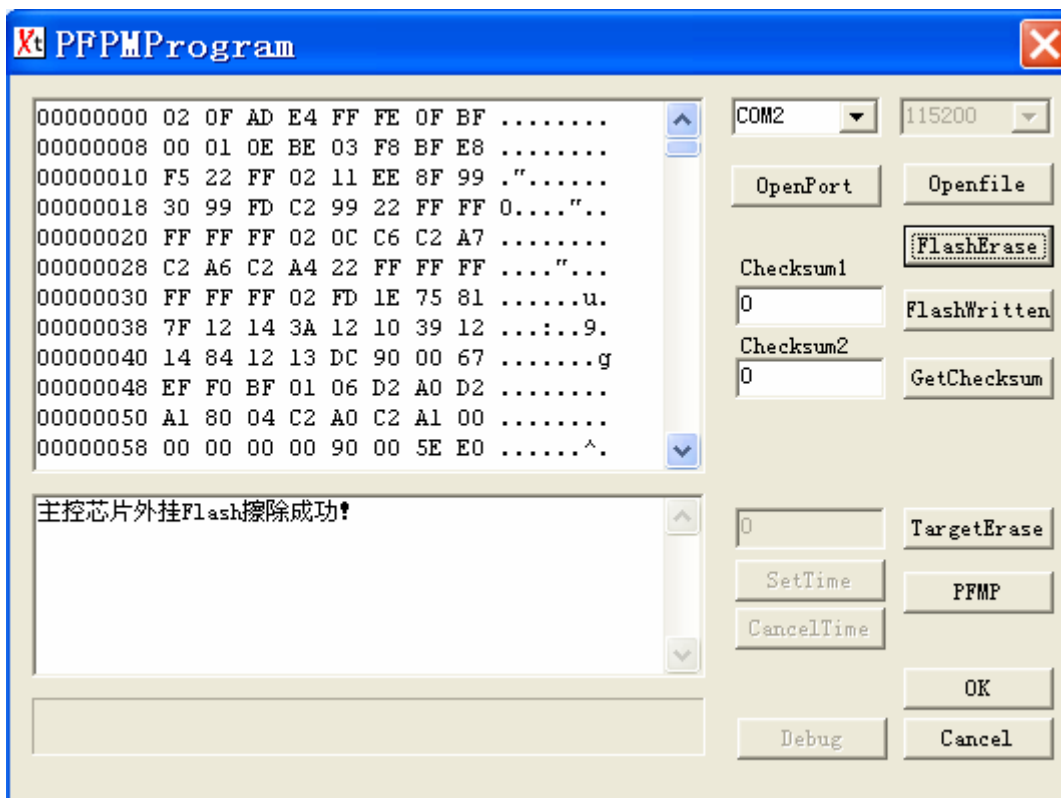 Xt PFPMProgram
00000000 02 0F AD E4 FF FE 0F BF ........
00000008 00 01 0E BE 03 F8 BF E8 ........
00000010 F5 22 FF 02 11 EE 8F 99 ."......
00000018 30 99 FD C2 99 22 FF FF 0...."..
00000020 FF FF FF 02 0C C6 C2 A7 ........
00000028 C2 A6 C2 A4 22 FF FF FF ...."...
00000030 FF FF FF 02 FD 1E 75 81 ......u.
00000038 7F 12 14 3A 12 10 39 12 ...:..9.
00000040 14 84 12 13 DC 90 00 67 .......g
00000048 EF F0 BF 01 06 D2 A0 D2 ........
00000050 A1 80 04 C2 A0 C2 A1 00 ........
00000058 00 00 00 00 90 00 5E E0 ......^.
COM2 115200
OpenPort Openfile
FlashErase
Checksum1
0 FlashWritten
Checksum2
0 GetChecksum
主控芯片外挂Flash擦除成功!
0 TargetErase
SetTime PFMP
CancelTime
OK
Debug Cancel